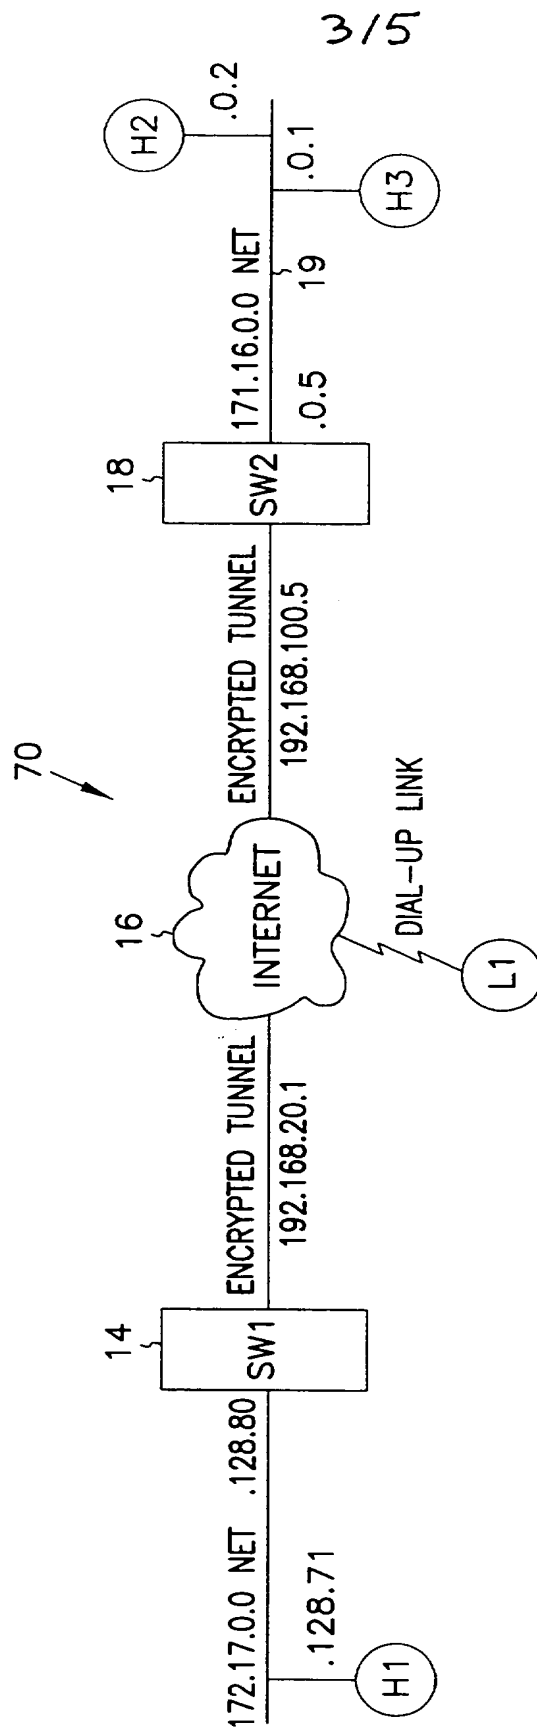 3/5
70
172.17.0.0 NET
.128.80
.128.71
H1
14
SW1
ENCRYPTED TUNNEL
192.168.20.1
16
INTERNET
DIAL-UP LINK
L1
ENCRYPTED TUNNEL
192.168.100.5
18
SW2
171.16.0.0 NET
.0.5
19
H2
.0.2
.0.1
H3